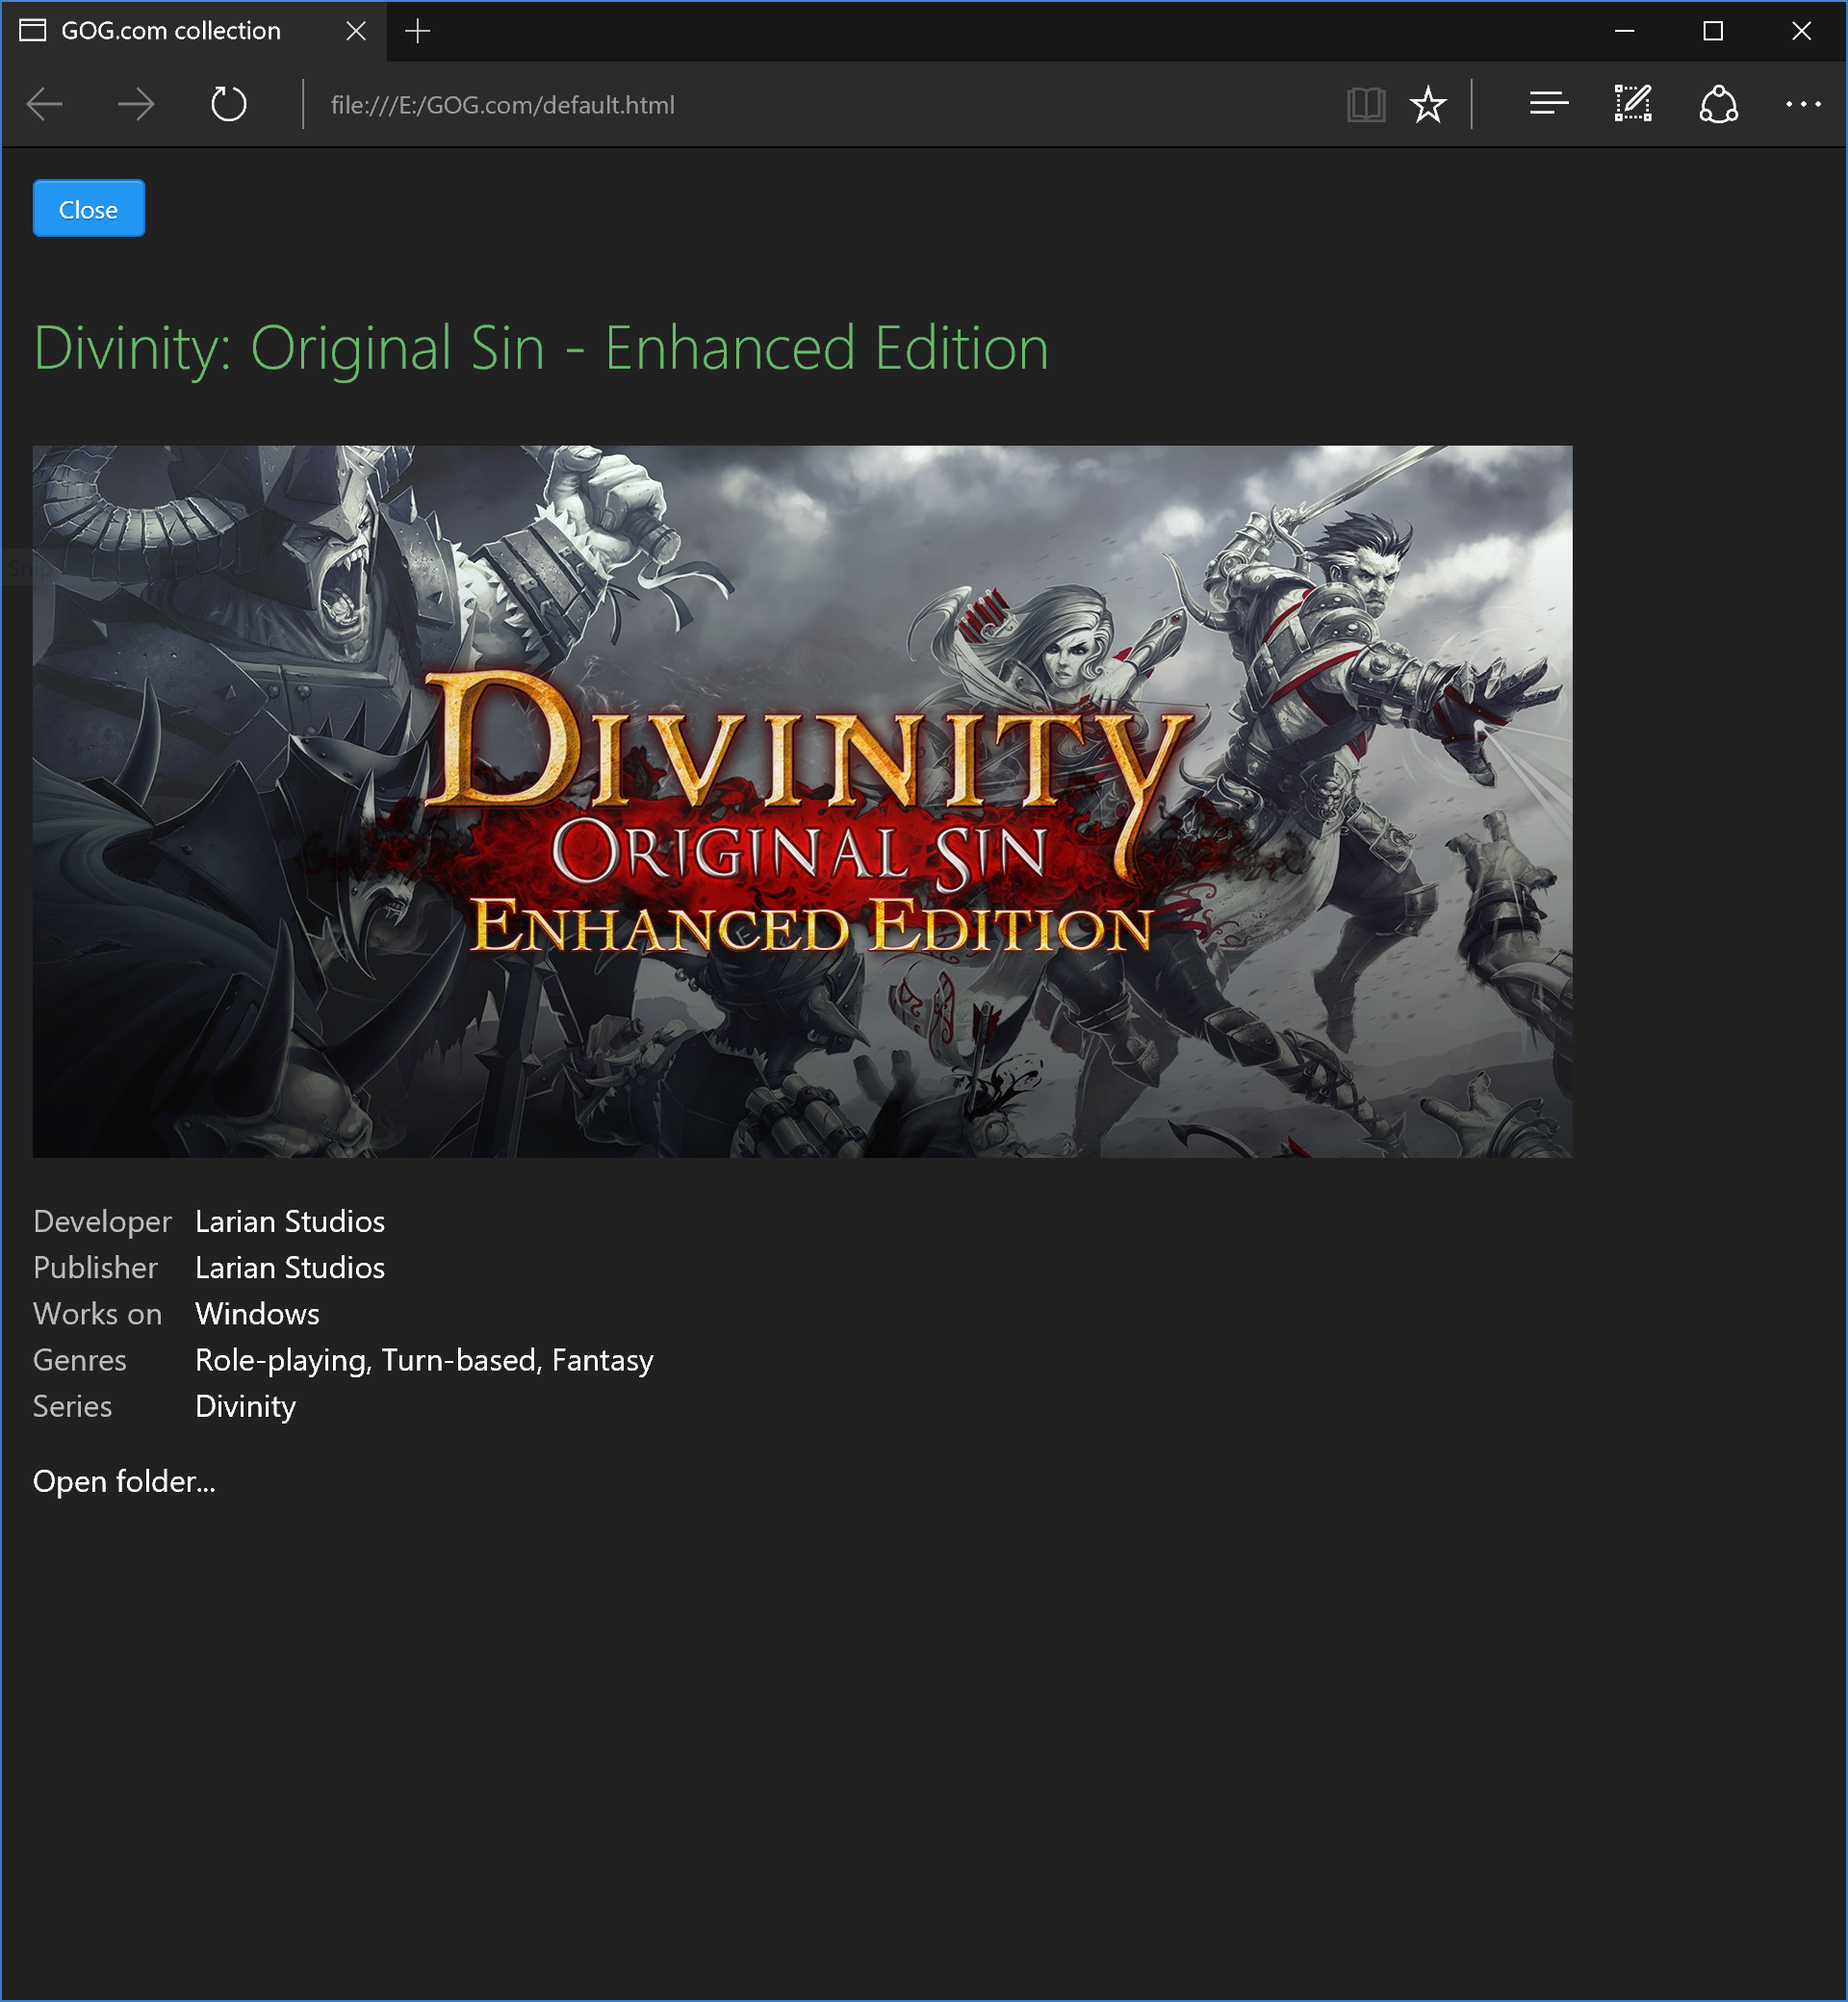 GOG.com collection
file:///E:/GOG.com/default.html
Close
Divinity: Original Sin - Enhanced Edition
Snip
DIVINITY
ORIGINAL SIN
ENHANCED EDITION
Developer Larian Studios
Publisher Larian Studios
Works on Windows
Genres Role-playing, Turn-based, Fantasy
Series Divinity
Open folder...